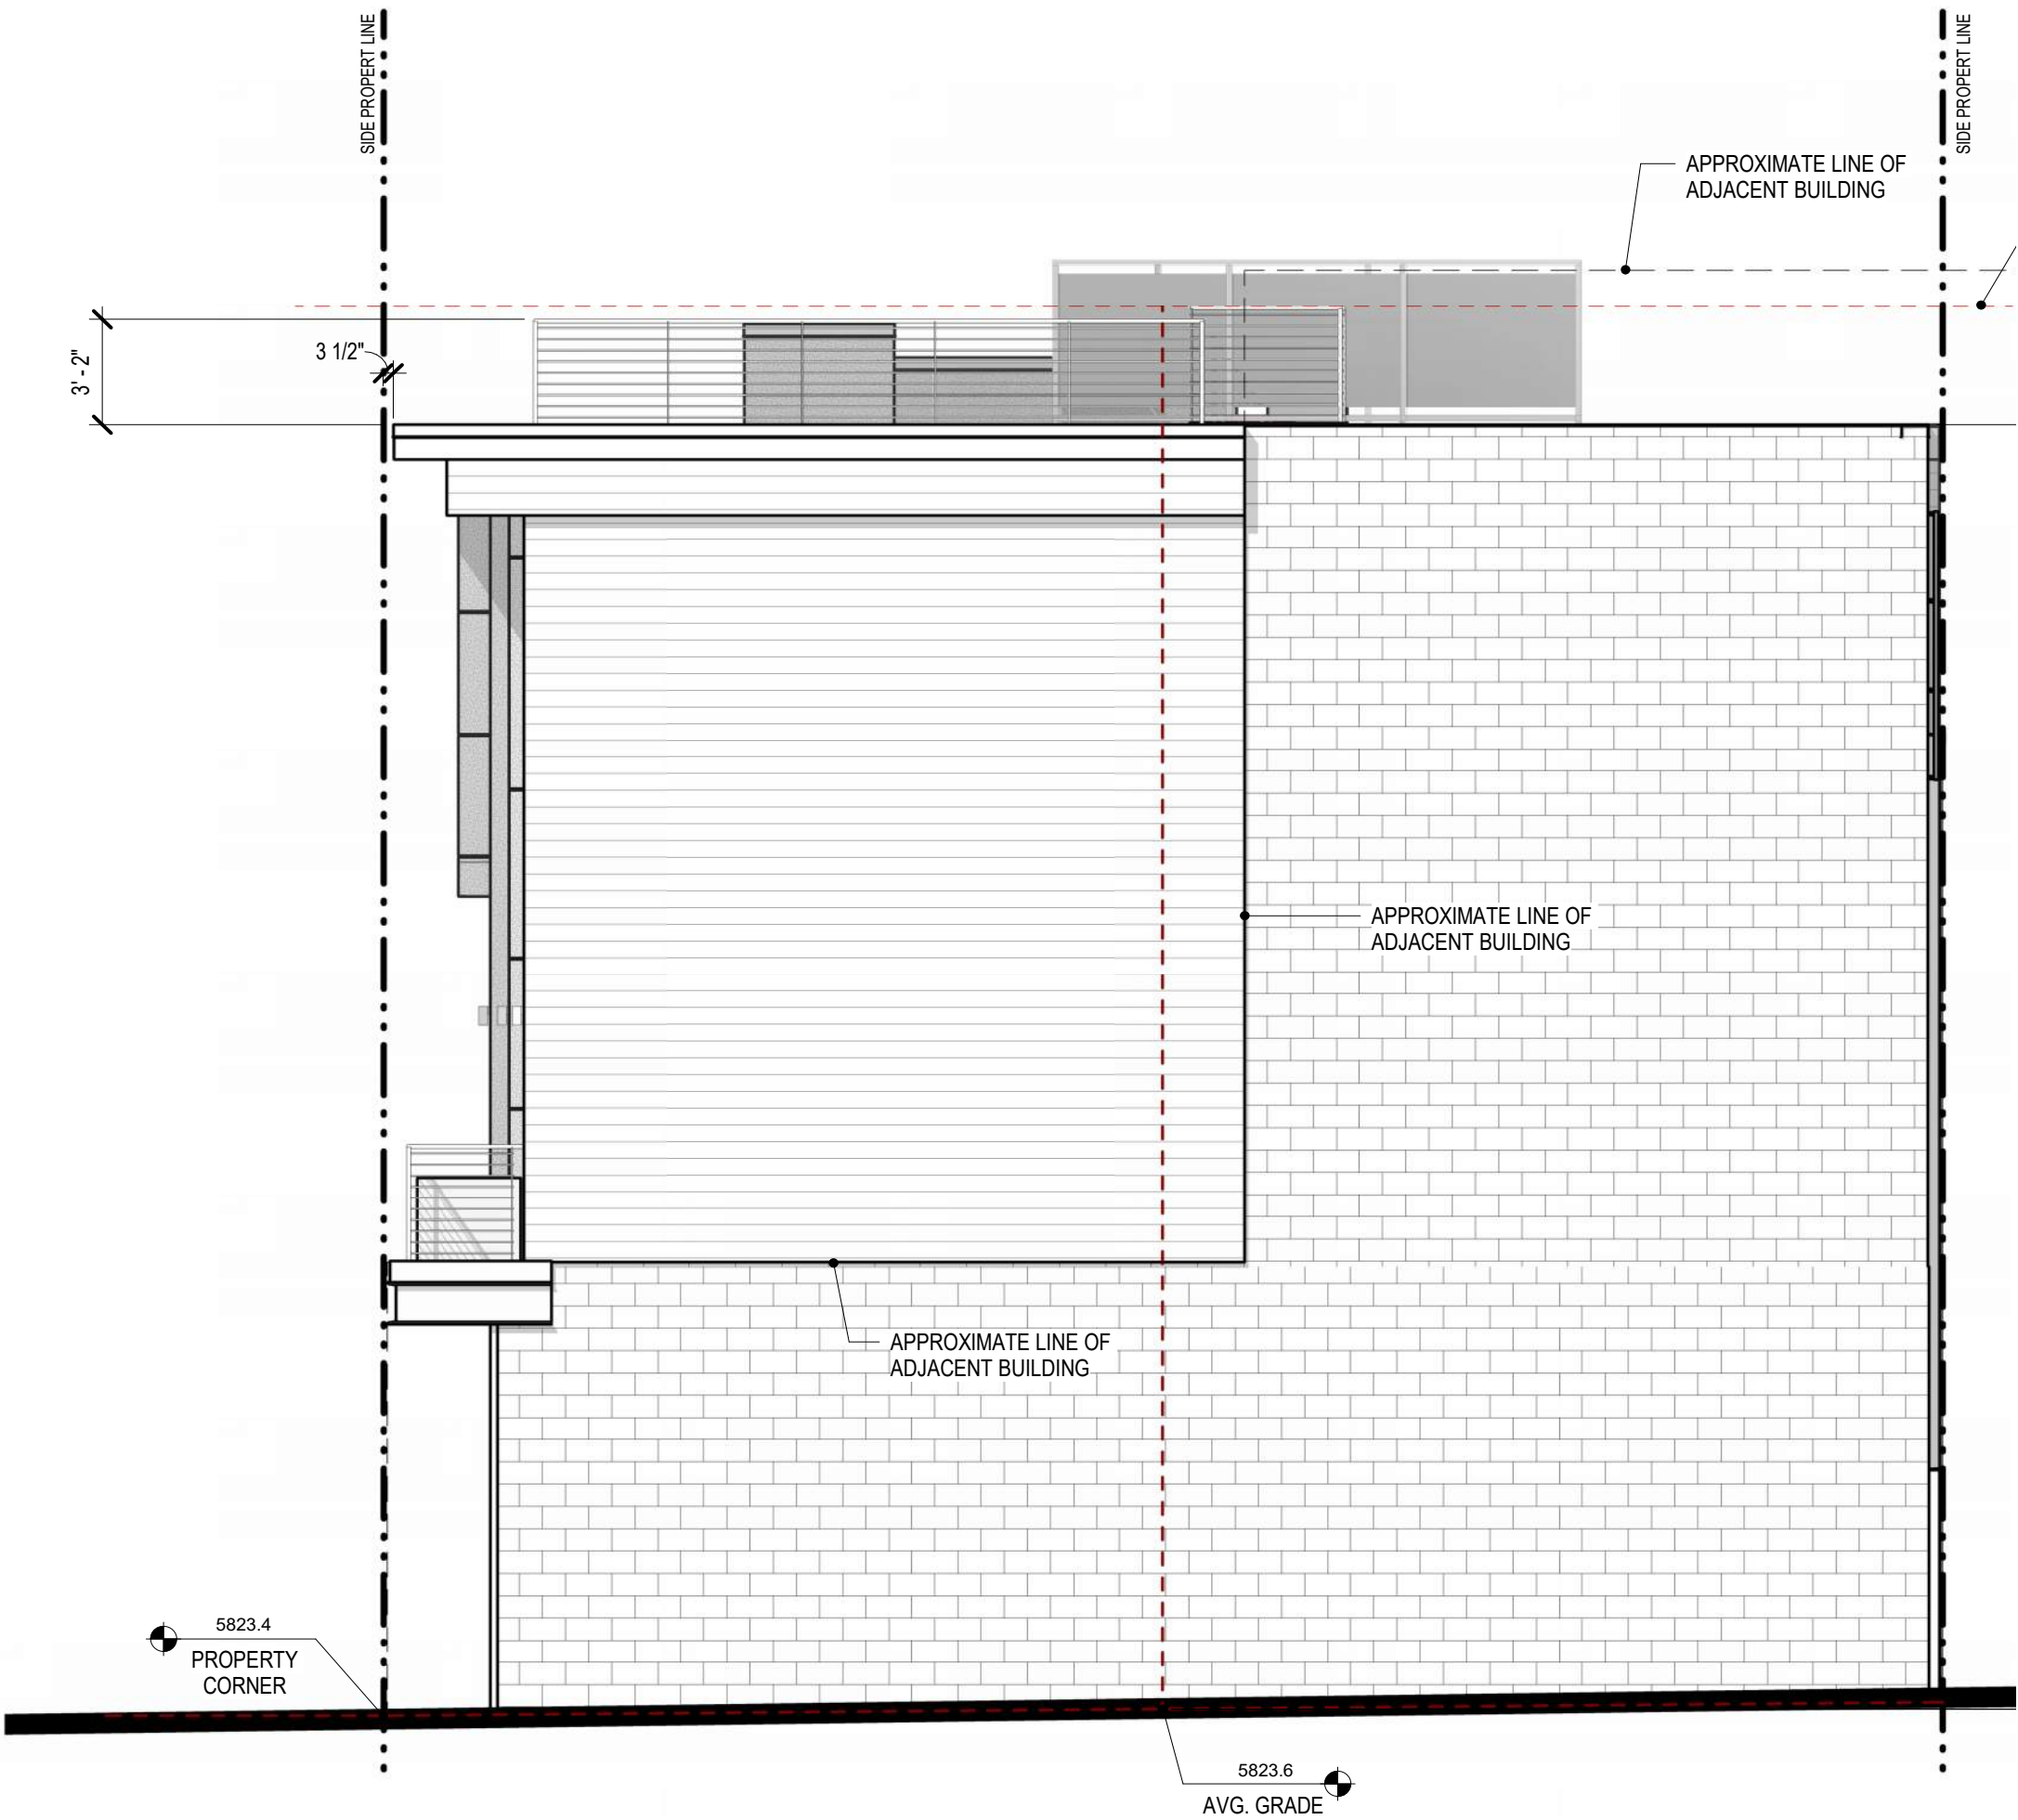 SIDE PROPERT LINE
SIDE PROPERT LINE
APPROXIMATE LINE OF
ADJACENT BUILDING
3 1/2"
3' - 2"
APPROXIMATE LINE OF
ADJACENT BUILDING
APPROXIMATE LINE OF
ADJACENT BUILDING
5823.4
PROPERTY
CORNER
5823.6
AVG. GRADE